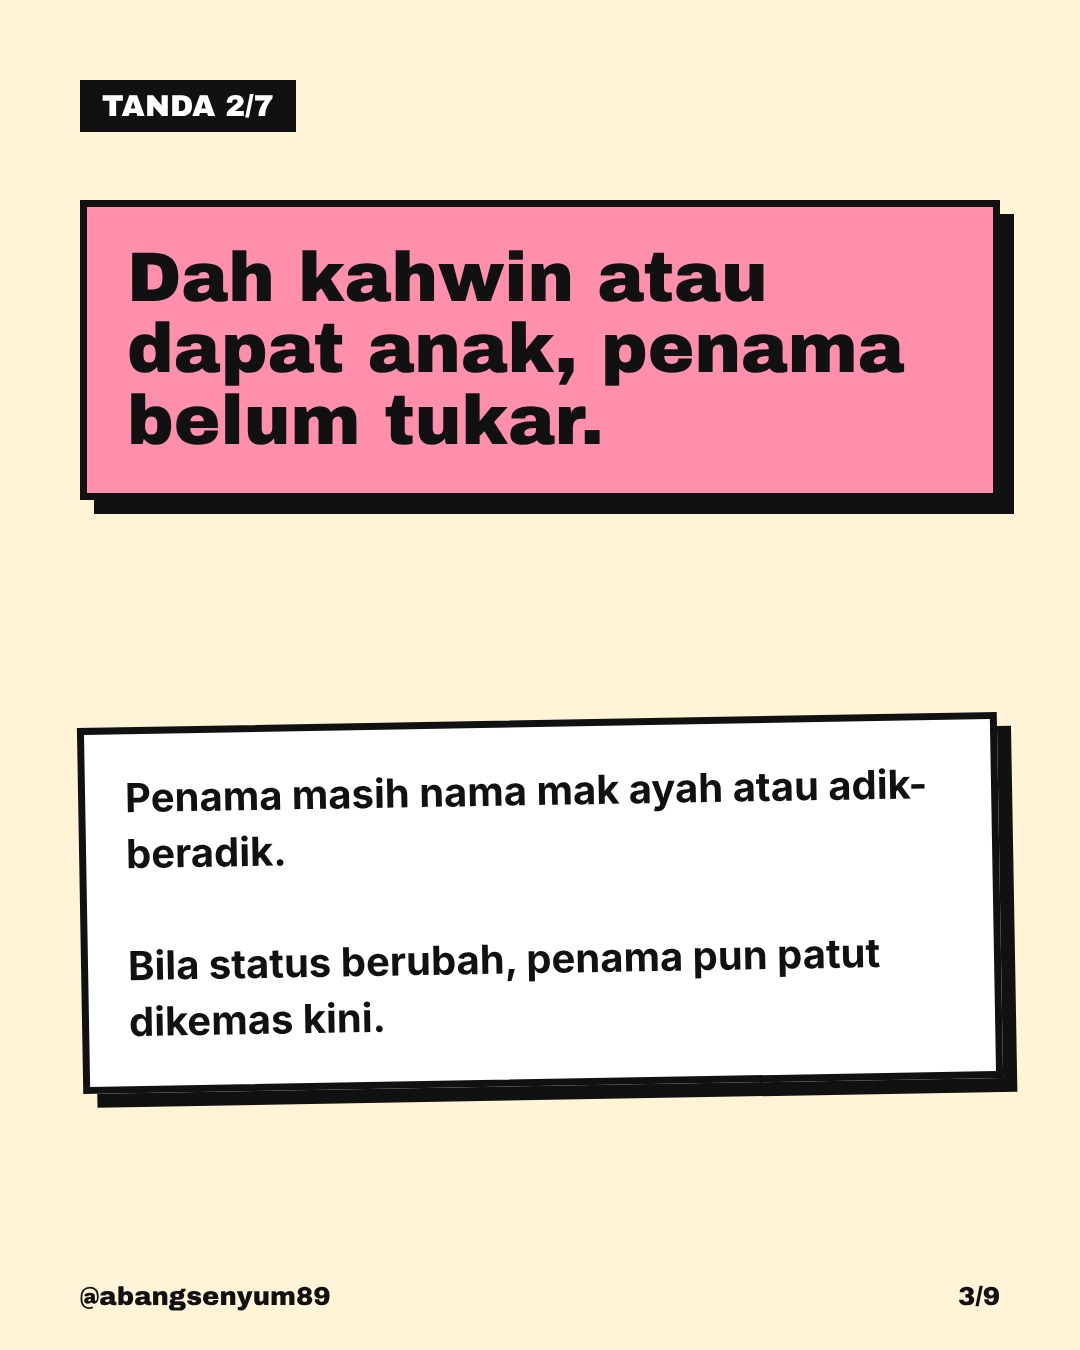 TANDA 2/7
Dah kahwin atau
dapat anak, penama
belum tukar.
Penama masih nama mak ayah atau adik-
beradik.
Bila status berubah, penama pun patut
dikemas kini.
@abangsenyum89
3/9